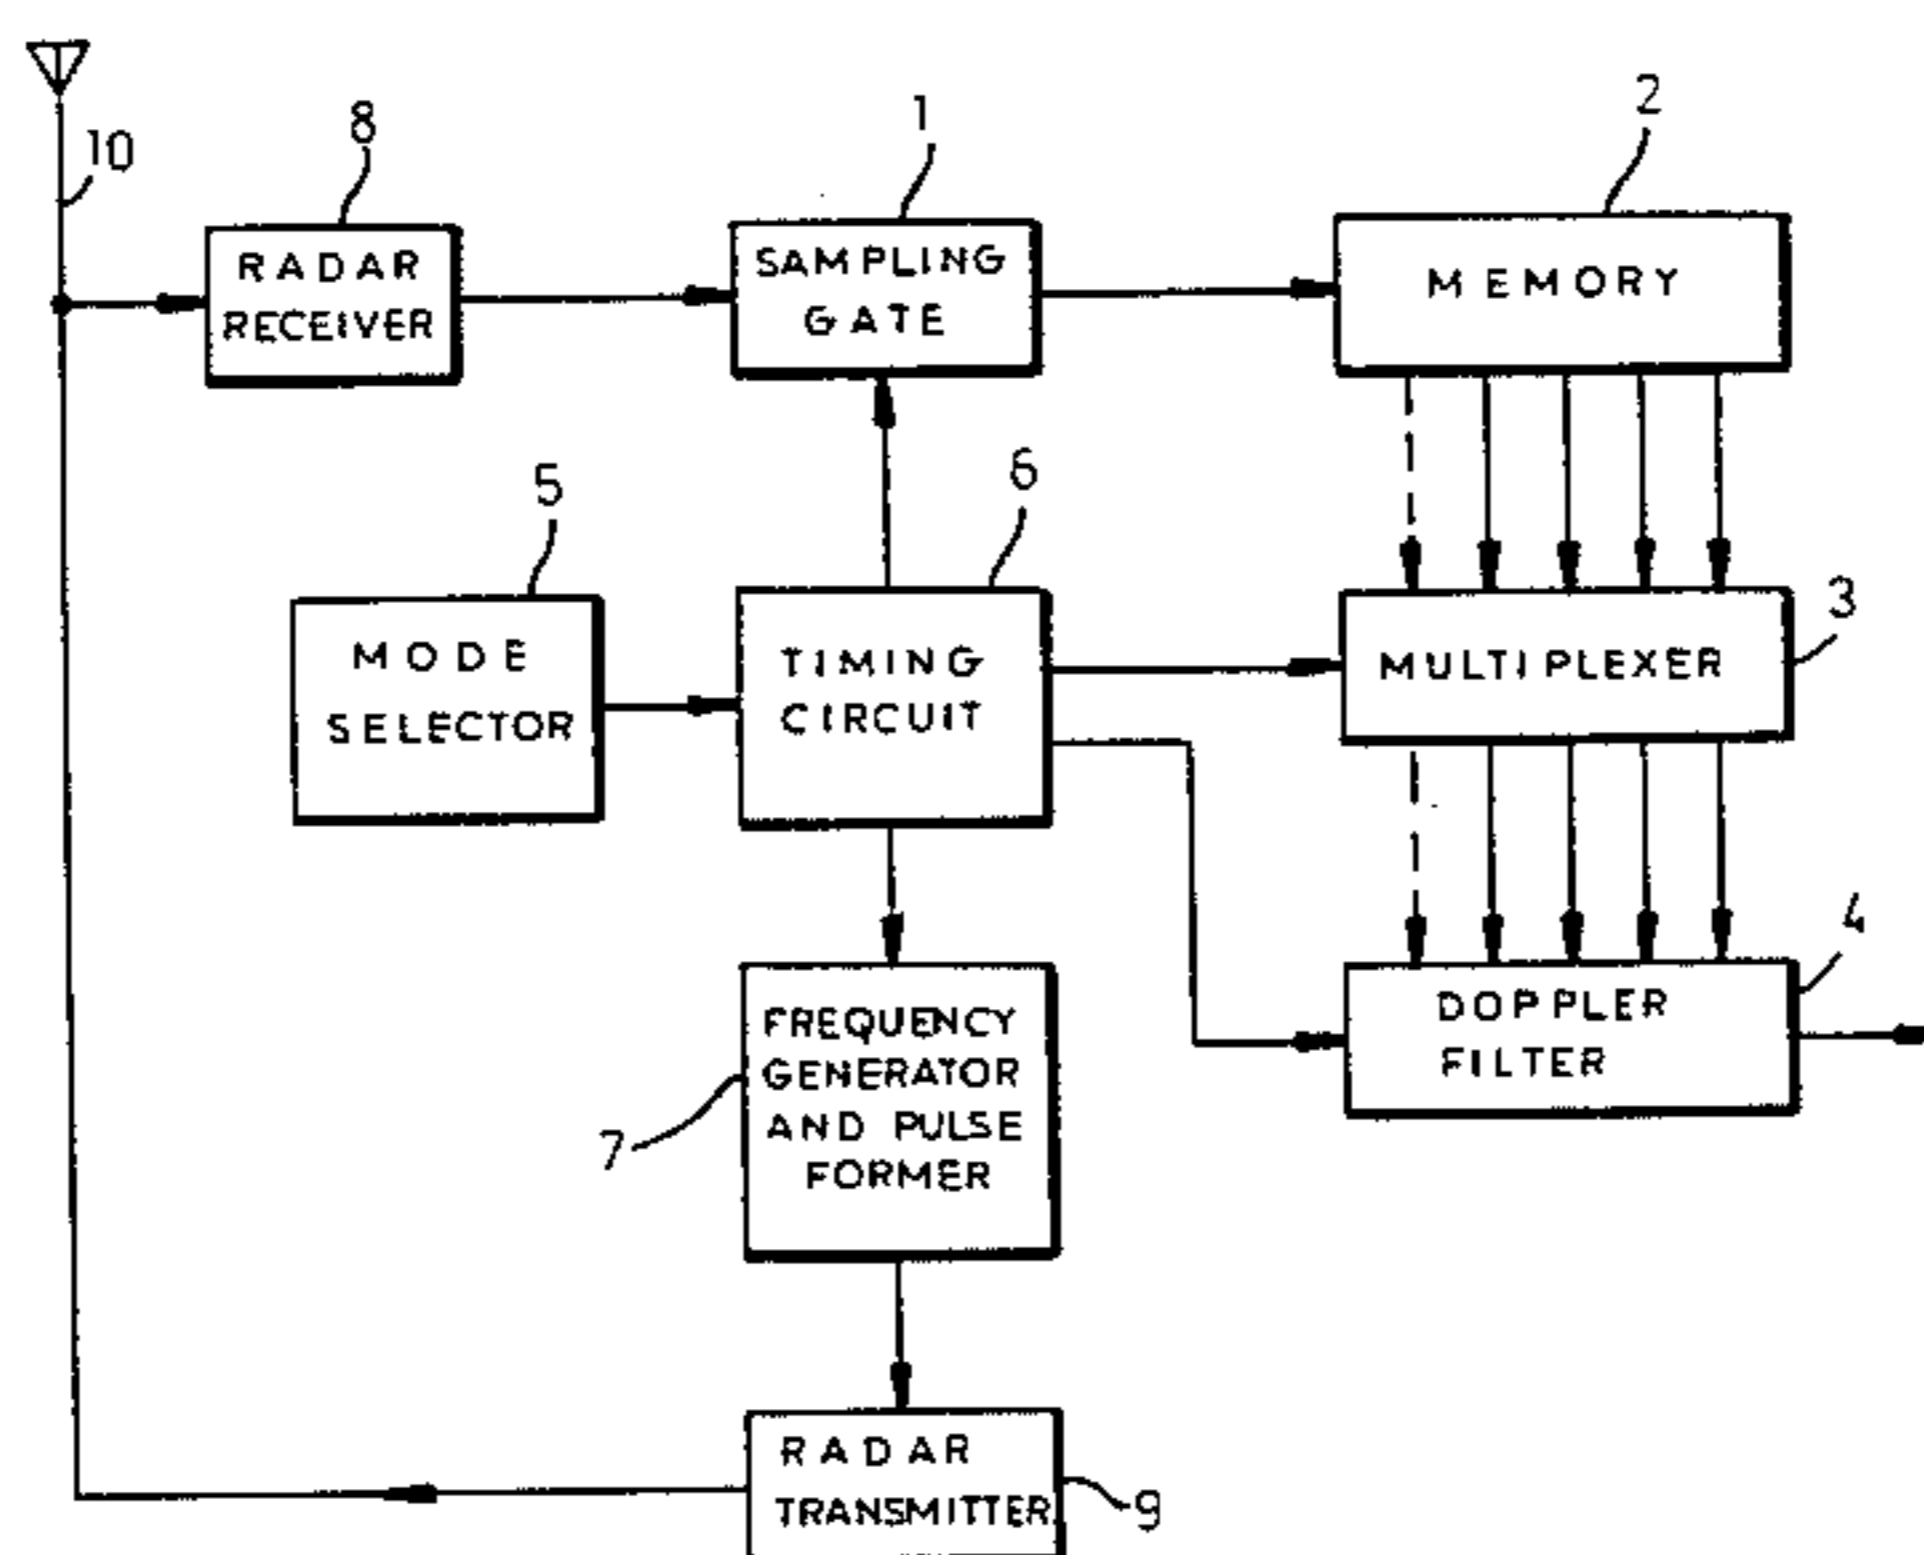 10
8
1
2
RADAR
RECEIVER
SAMPLING
GATE
MEMORY
5
6
3
MODE
SELECTOR
TIMING
CIRCUIT
MULTIPLEXER
4
7
FREQUENCY
GENERATOR
AND PULSE
FORMER
DOPPLER
FILTER
RADAR
TRANSMITTER
9